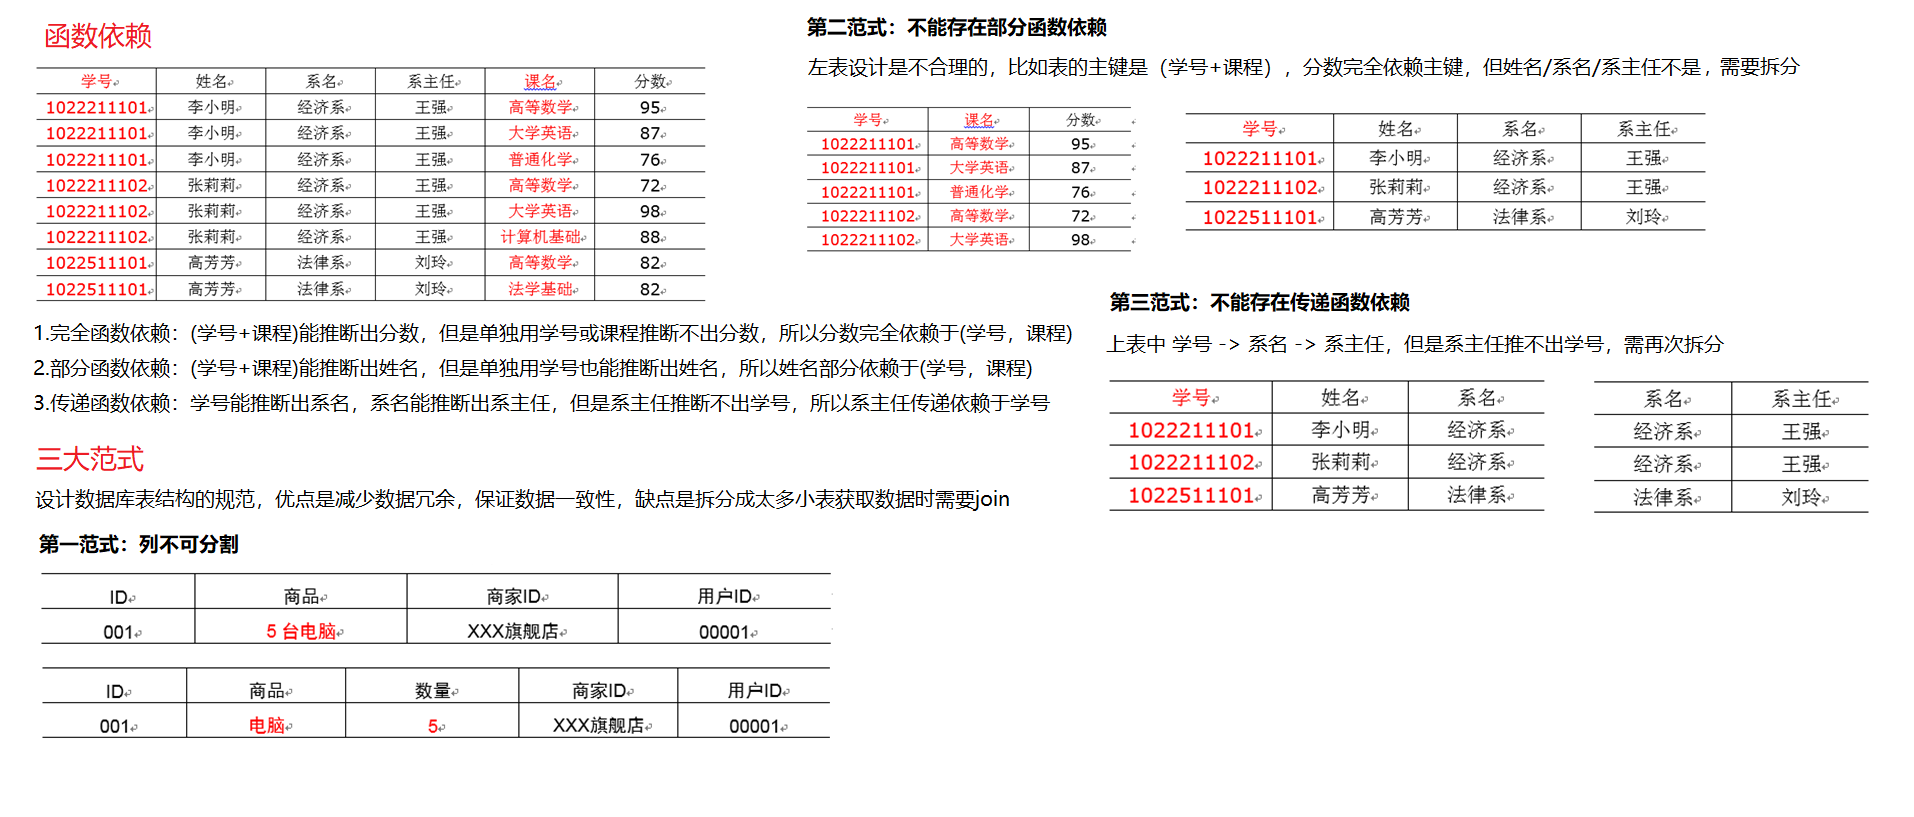 函数依赖
学号 姓名 系名 系主任 课名 分数
1022211101 李小明 经济系 王强 高等数学 95
1022211101 李小明 经济系 王强 大学英语 87
1022211101 李小明 经济系 王强 普通化学 76
1022211102 张莉莉 经济系 王强 高等数学 72
1022211102 张莉莉 经济系 王强 大学英语 98
1022211102 张莉莉 经济系 王强 计算机基础 88
1022511101 高芳芳 法律系 刘玲 高等数学 82
1022511101 高芳芳 法律系 刘玲 法学基础 82
1.完全函数依赖：(学号+课程)能推断出分数，但是单独用学号或课程推断不出分数，所以分数完全依赖于(学号，课程)
2.部分函数依赖：(学号+课程)能推断出姓名，但是单独用学号也能推断出姓名，所以姓名部分依赖于(学号，课程)
3.传递函数依赖：学号能推断出系名，系名能推断出系主任，但是系主任推断不出学号，所以系主任传递依赖于学号
三大范式
设计数据库表结构的规范，优点是减少数据冗余，保证数据一致性，缺点是拆分成太多小表获取数据时需要join
第一范式：列不可分割
ID 商品 商家ID 用户ID
001 5 台电脑 XXX旗舰店 00001
ID 商品 数量 商家ID 用户ID
001 电脑 5 XXX旗舰店 00001
第二范式：不能存在部分函数依赖
左表设计是不合理的，比如表的主键是（学号+课程），分数完全依赖主键，但姓名/系名/系主任不是，需要拆分
学号 课名 分数
1022211101 高等数学 95
1022211101 大学英语 87
1022211101 普通化学 76
1022211102 高等数学 72
1022211102 大学英语 98
学号 姓名 系名 系主任
1022211101 李小明 经济系 王强
1022211102 张莉莉 经济系 王强
1022511101 高芳芳 法律系 刘玲
第三范式：不能存在传递函数依赖
上表中 学号 -> 系名 -> 系主任，但是系主任推不出学号，需再次拆分
学号 姓名 系名
1022211101 李小明 经济系
1022211102 张莉莉 经济系
1022511101 高芳芳 法律系
系名 系主任
经济系 王强
经济系 王强
法律系 刘玲